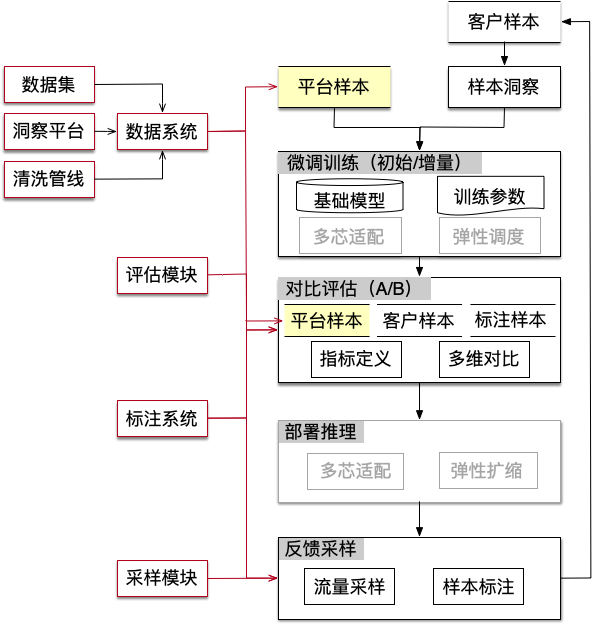 客户样本
数据集
平台样本
样本洞察
洞察平台
数据系统
清洗管线
微调训练（初始/增量）
基础模型
训练参数
多芯适配
弹性调度
评估模块
对比评估（A/B）
平台样本
客户样本
标注样本
指标定义
多维对比
标注系统
部署推理
多芯适配
弹性扩缩
反馈采样
采样模块
流量采样
样本标注